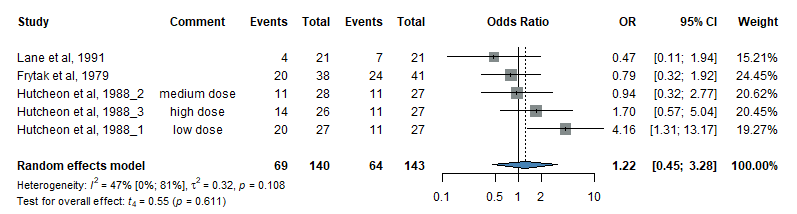 Study Comment Events Total Events Total Odds Ratio OR 95% CI Weight
Lane et al, 1991 4 21 7 21 0.47 [0.11; 1.94] 15.21%
Frytak et al, 1979 20 38 24 41 0.79 [0.32; 1.92] 24.45%
Hutcheon et al, 1988_2 medium dose 11 28 11 27 0.94 [0.32; 2.77] 20.62%
Hutcheon et al, 1988_3 high dose 14 26 11 27 1.70 [0.57; 5.04] 20.45%
Hutcheon et al, 1988_1 low dose 20 27 11 27 4.16 [1.31; 13.17] 19.27%
Random effects model 69 140 64 143 1.22 [0.45; 3.28] 100.00%
Heterogeneity: I² = 47% [0%; 81%], τ² = 0.32, p = 0.108
Test for overall effect: t₄ = 0.55 (p = 0.611)
0.1 0.5 1 2 10